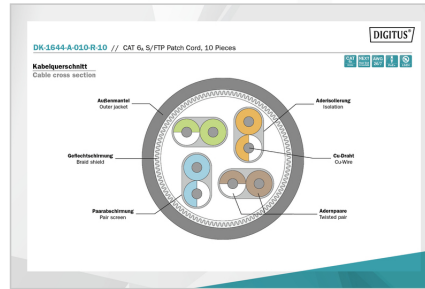 DIGITUS®
DK-1644-A-010-R-10 // CAT 6A S/FTP Patch Cord, 10 Pieces
Kabelquerschnitt
Cable cross section
Außenmantel
Outer jacket
Aderisolierung
Isolation
Geflechtschirmung
Braid shield
Cu-Draht
Cu-Wire
Paarabschirmung
Pair screen
Adernpaare
Twisted pair